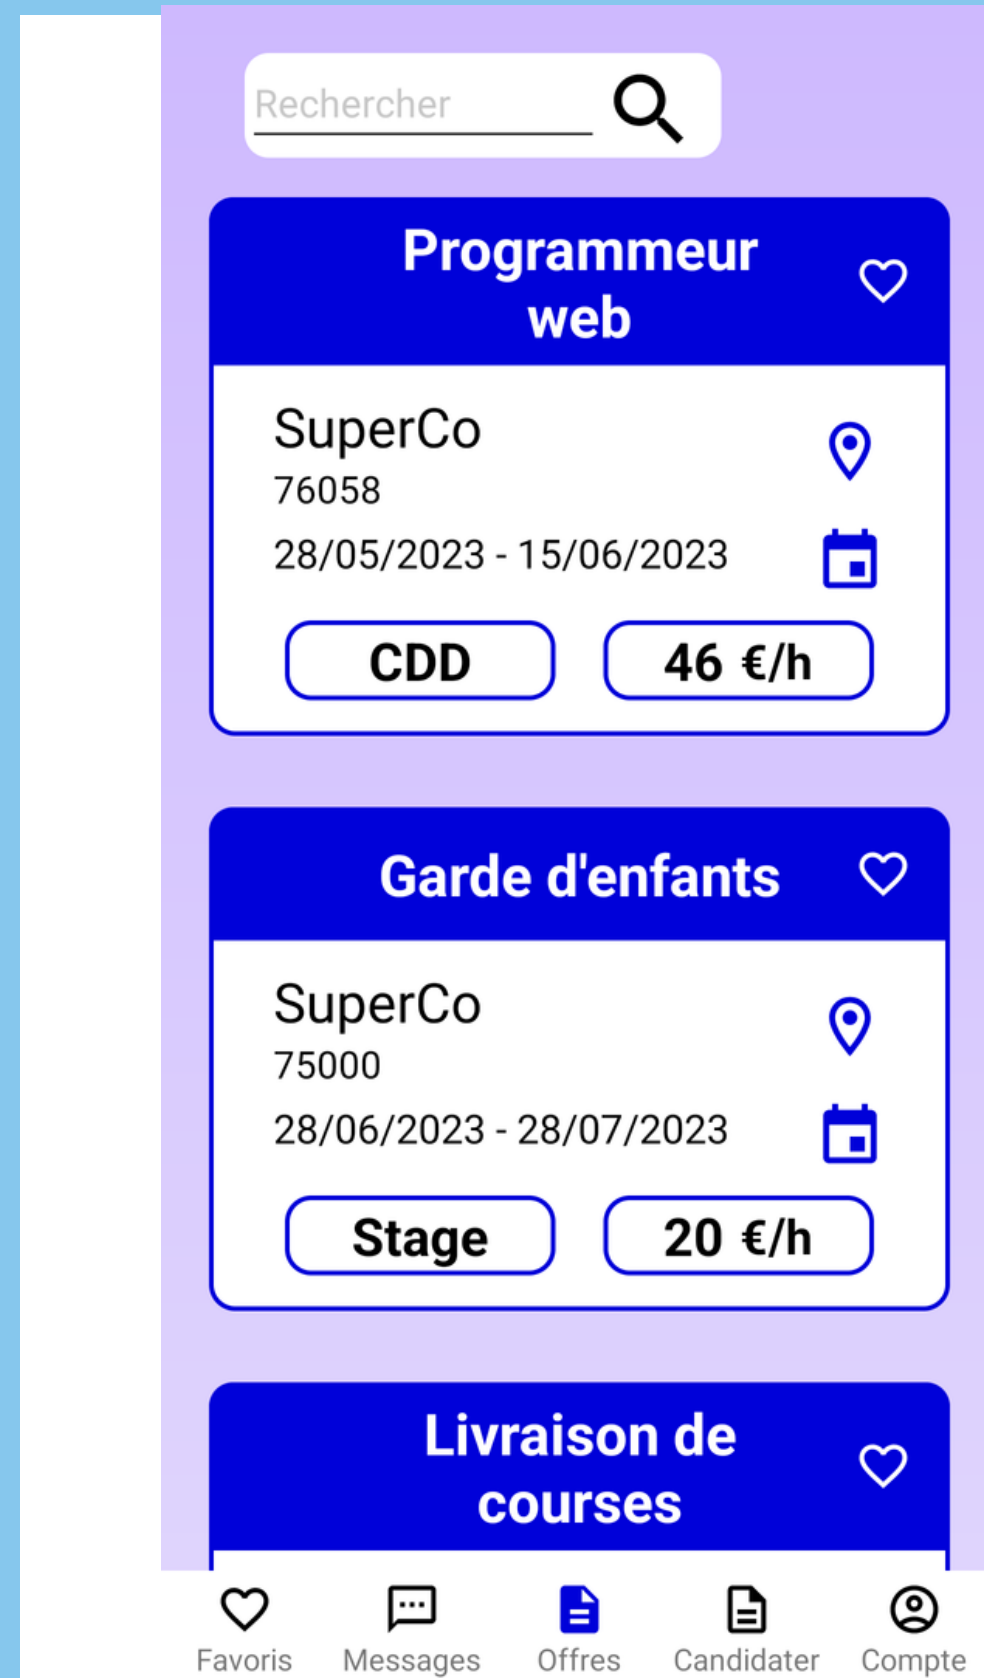 Rechercher
Programmeur
web
SuperCo
76058
28/05/2023 - 15/06/2023
CDD
46 €/h
Garde d'enfants
SuperCo
75000
28/06/2023 - 28/07/2023
Stage
20 €/h
Livraison de
courses
Favoris
Messages
Offres
Candidater
Compte